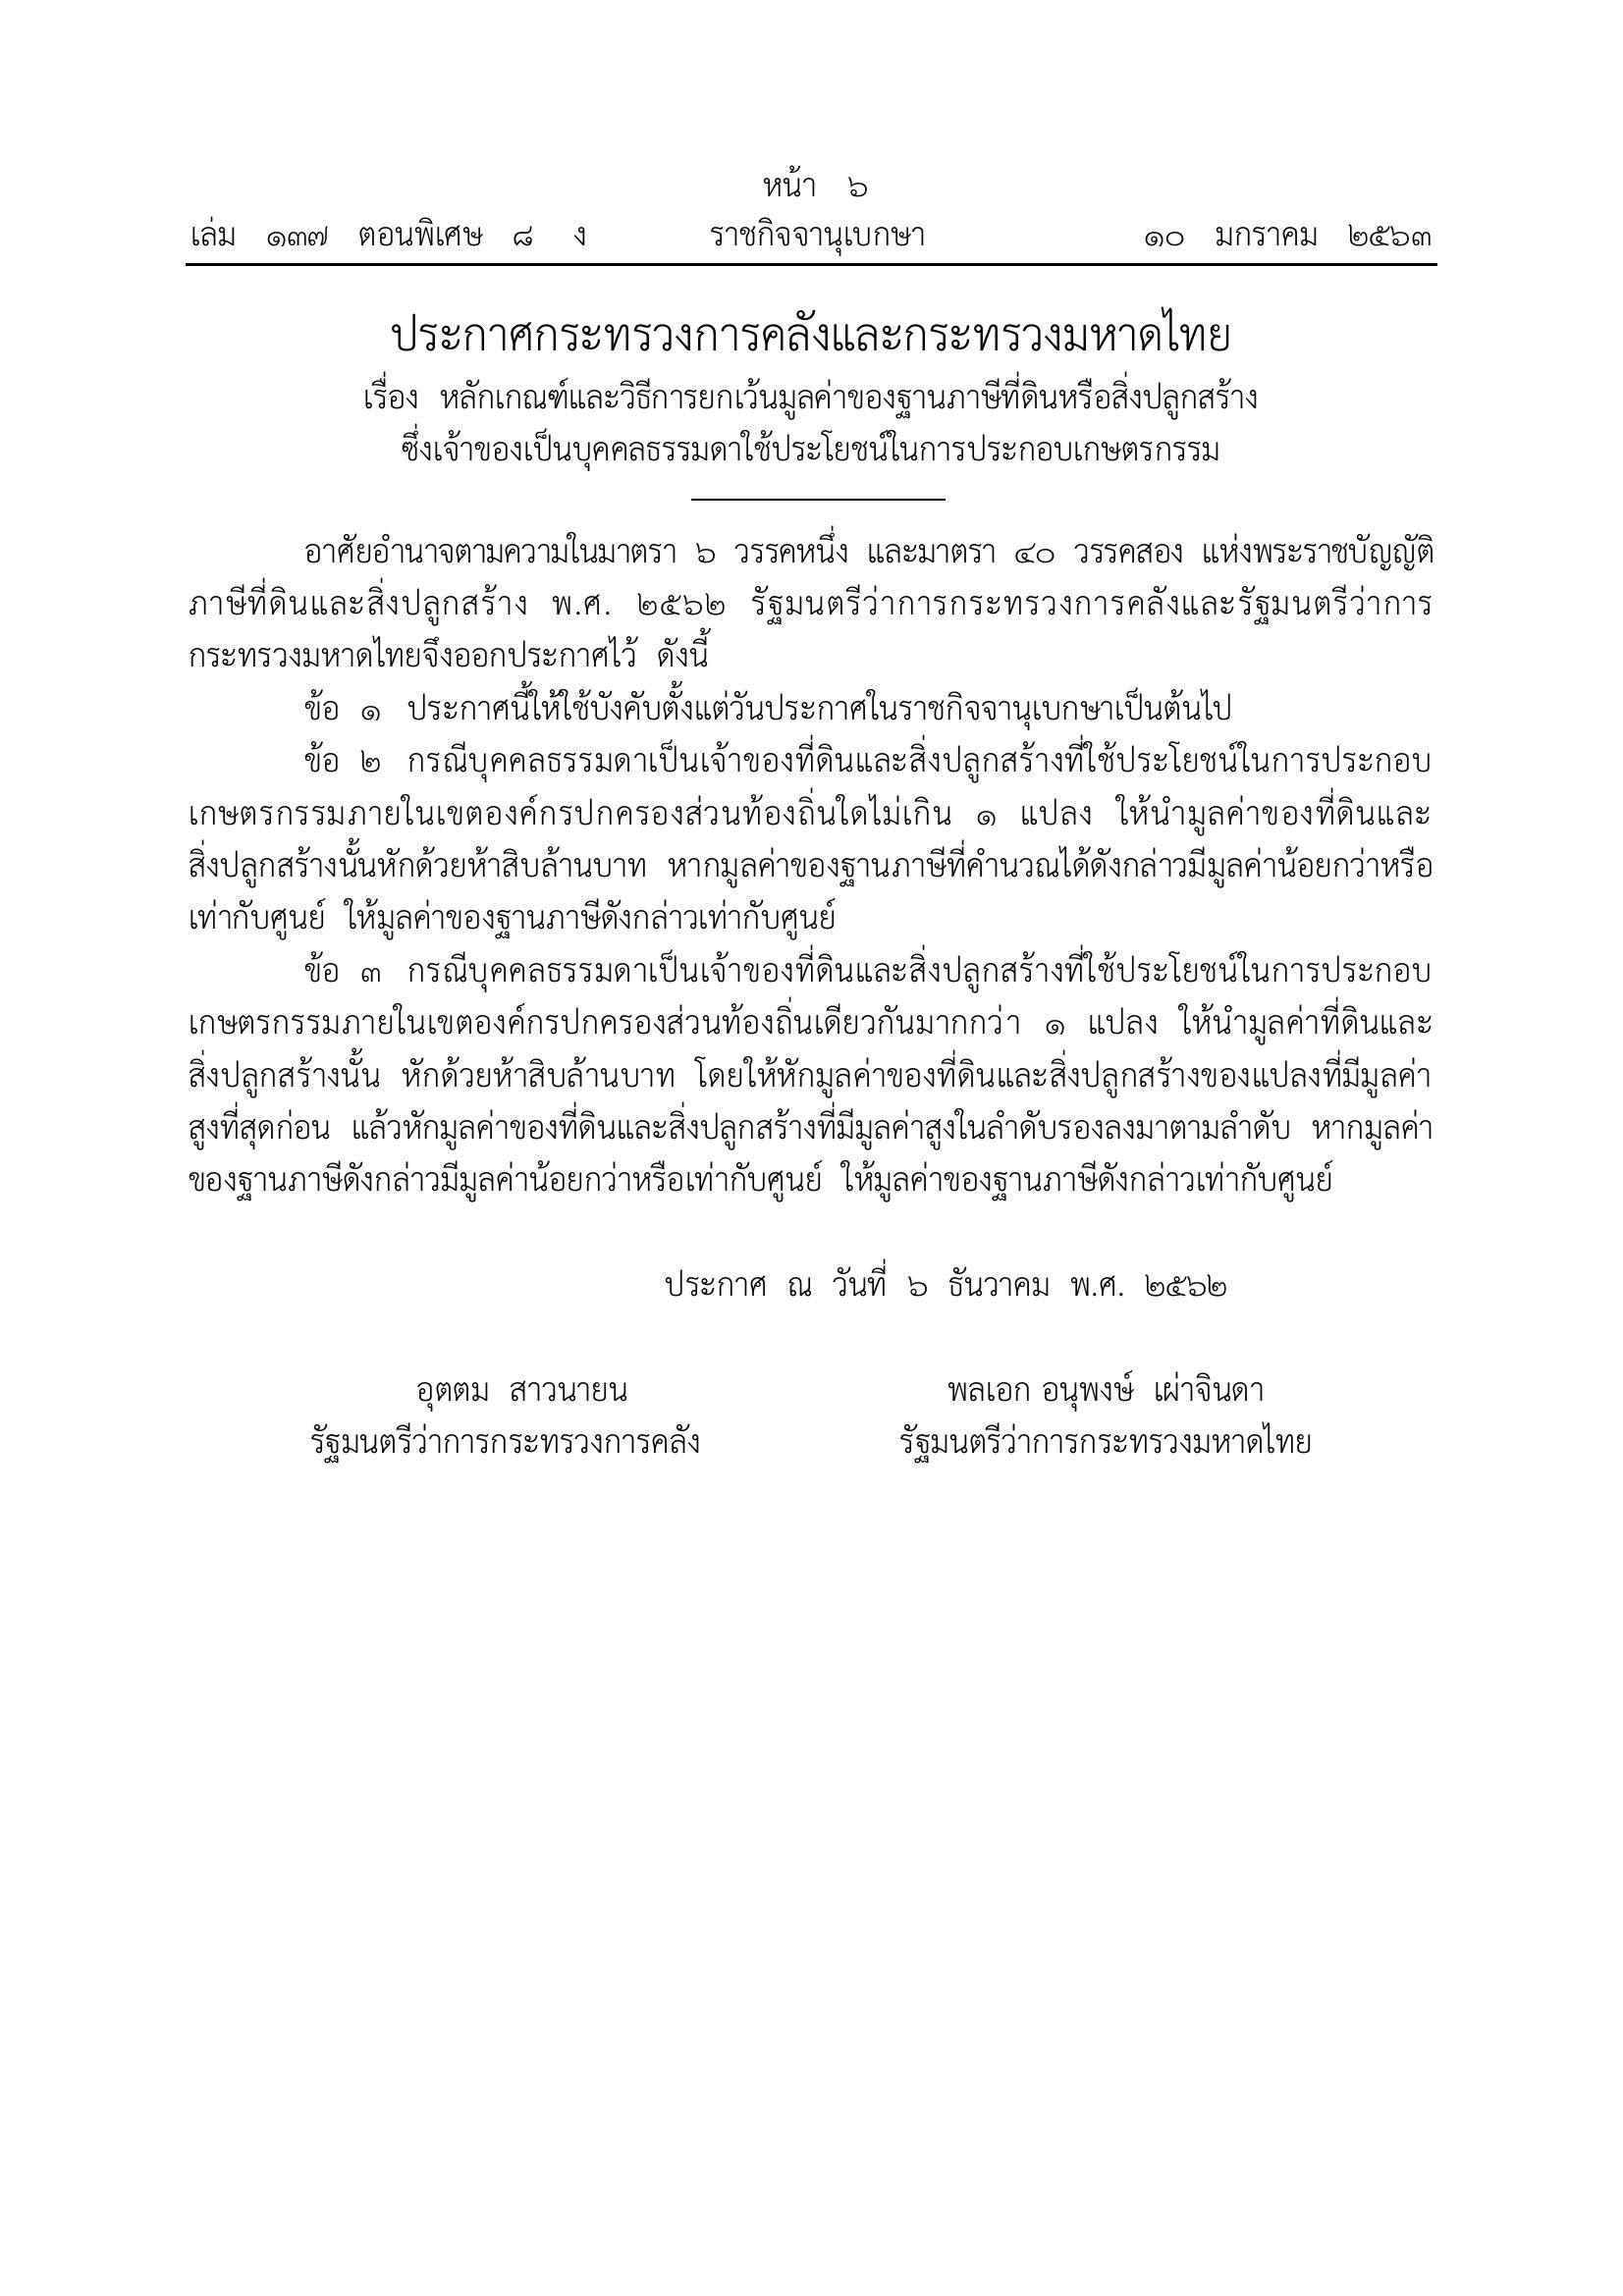 หน้า ๖
เล่ม ๑๓๗ ตอนพิเศษ ๘ ง ราชกิจจานุเบกษา ๑๐ มกราคม ๒๕๖๓
ประกาศกระทรวงการคลังและกระทรวงมหาดไทย
เรื่อง หลักเกณฑ์และวิธีการยกเว้นมูลค่าของฐานภาษีที่ดินหรือสิ่งปลูกสร้าง
ซึ่งเจ้าของเป็นบุคคลธรรมดาใช้ประโยชน์ในการประกอบเกษตรกรรม
อาศัยอำนาจตามความในมาตรา ๖ วรรคหนึ่ง และมาตรา ๔๐ วรรคสอง แห่งพระราชบัญญัติ
ภาษีที่ดินและสิ่งปลูกสร้าง พ.ศ. ๒๕๖๒ รัฐมนตรีว่าการกระทรวงการคลังและรัฐมนตรีว่าการ
กระทรวงมหาดไทยจึงออกประกาศไว้ ดังนี้
ข้อ ๑ ประกาศนี้ให้ใช้บังคับตั้งแต่วันประกาศในราชกิจจานุเบกษาเป็นต้นไป
ข้อ ๒ กรณีบุคคลธรรมดาเป็นเจ้าของที่ดินและสิ่งปลูกสร้างที่ใช้ประโยชน์ในการประกอบ
เกษตรกรรมภายในเขตองค์กรปกครองส่วนท้องถิ่นใดไม่เกิน ๑ แปลง ให้นำมูลค่าของที่ดินและ
สิ่งปลูกสร้างนั้นหักด้วยห้าสิบล้านบาท หากมูลค่าของฐานภาษีที่คำนวณได้ดังกล่าวมีมูลค่าน้อยกว่าหรือ
เท่ากับศูนย์ ให้มูลค่าของฐานภาษีดังกล่าวเท่ากับศูนย์
ข้อ ๓ กรณีบุคคลธรรมดาเป็นเจ้าของที่ดินและสิ่งปลูกสร้างที่ใช้ประโยชน์ในการประกอบ
เกษตรกรรมภายในเขตองค์กรปกครองส่วนท้องถิ่นเดียวกันมากกว่า ๑ แปลง ให้นำมูลค่าที่ดินและ
สิ่งปลูกสร้างนั้น หักด้วยห้าสิบล้านบาท โดยให้หักมูลค่าของที่ดินและสิ่งปลูกสร้างของแปลงที่มีมูลค่า
สูงที่สุดก่อน แล้วหักมูลค่าของที่ดินและสิ่งปลูกสร้างที่มีมูลค่าสูงในลำดับรองลงมาตามลำดับ หากมูลค่า
ของฐานภาษีดังกล่าวมีมูลค่าน้อยกว่าหรือเท่ากับศูนย์ ให้มูลค่าของฐานภาษีดังกล่าวเท่ากับศูนย์
ประกาศ ณ วันที่ ๖ ธันวาคม พ.ศ. ๒๕๖๒
อุตตม สาวนายน พลเอก อนุพงษ์ เผ่าจินดา
รัฐมนตรีว่าการกระทรวงการคลัง รัฐมนตรีว่าการกระทรวงมหาดไทย